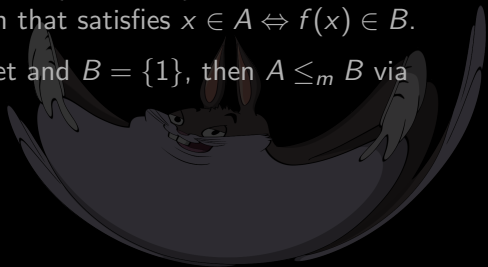 n that satisfies x ∈ A ⇔ f(x) ∈ B.
et and B = {1}, then A ≤ₘ B via